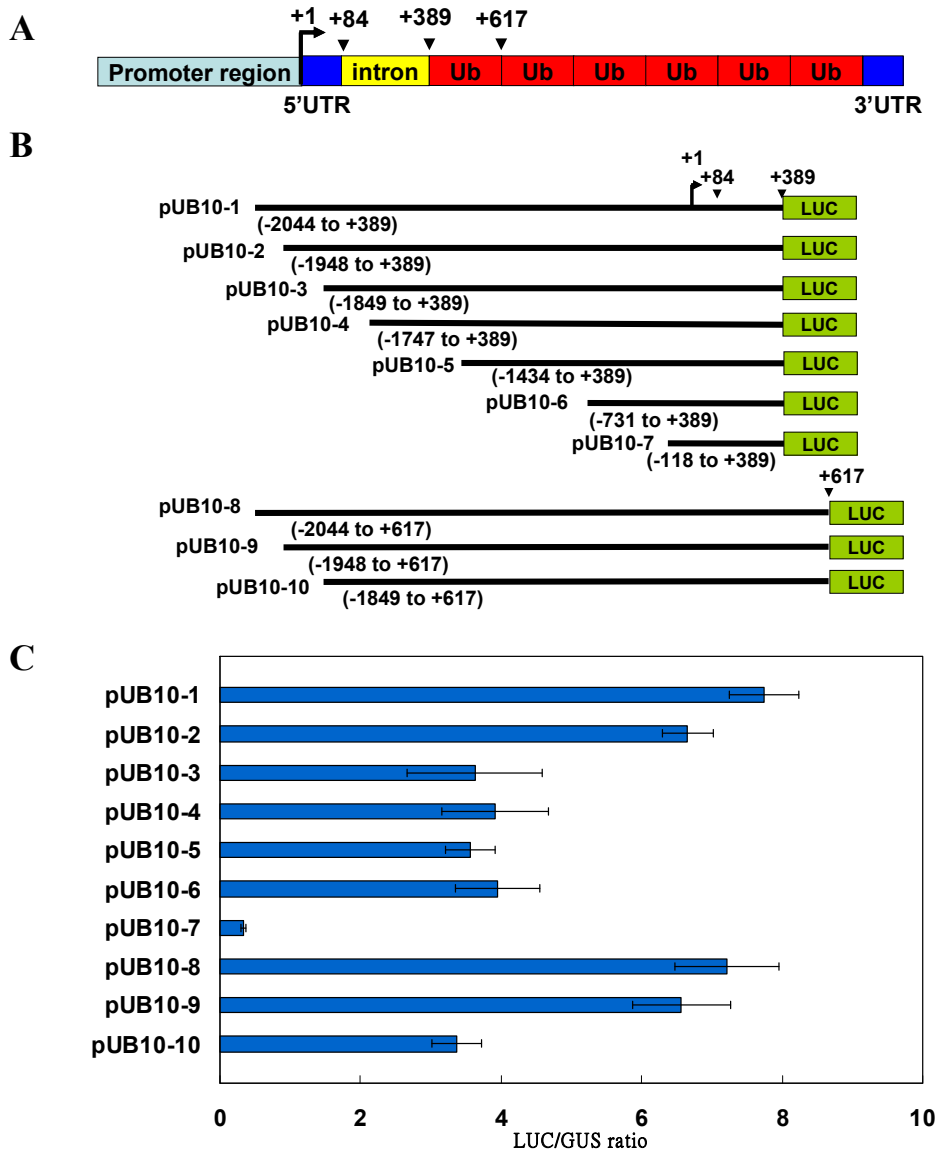 A
+1 +84 +389 +617
Promoter region intron Ub Ub Ub Ub Ub Ub
5'UTR 3'UTR
B
+1 +84 +389
pUB10-1 LUC
(-2044 to +389)
pUB10-2 LUC
(-1948 to +389)
pUB10-3 LUC
(-1849 to +389)
pUB10-4 LUC
(-1747 to +389)
pUB10-5 LUC
(-1434 to +389)
pUB10-6 LUC
(-731 to +389)
pUB10-7 LUC
(-118 to +389)
+617
pUB10-8 LUC
(-2044 to +617)
pUB10-9 LUC
(-1948 to +617)
pUB10-10 LUC
(-1849 to +617)
C
pUB10-1
pUB10-2
pUB10-3
pUB10-4
pUB10-5
pUB10-6
pUB10-7
pUB10-8
pUB10-9
pUB10-10
0 2 4 6 8 10
LUC/GUS ratio